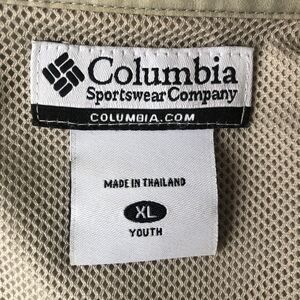 Columbia
Sportswear Company
COLUMBIA.COM
MADE IN THAILAND
XL
YOUTH